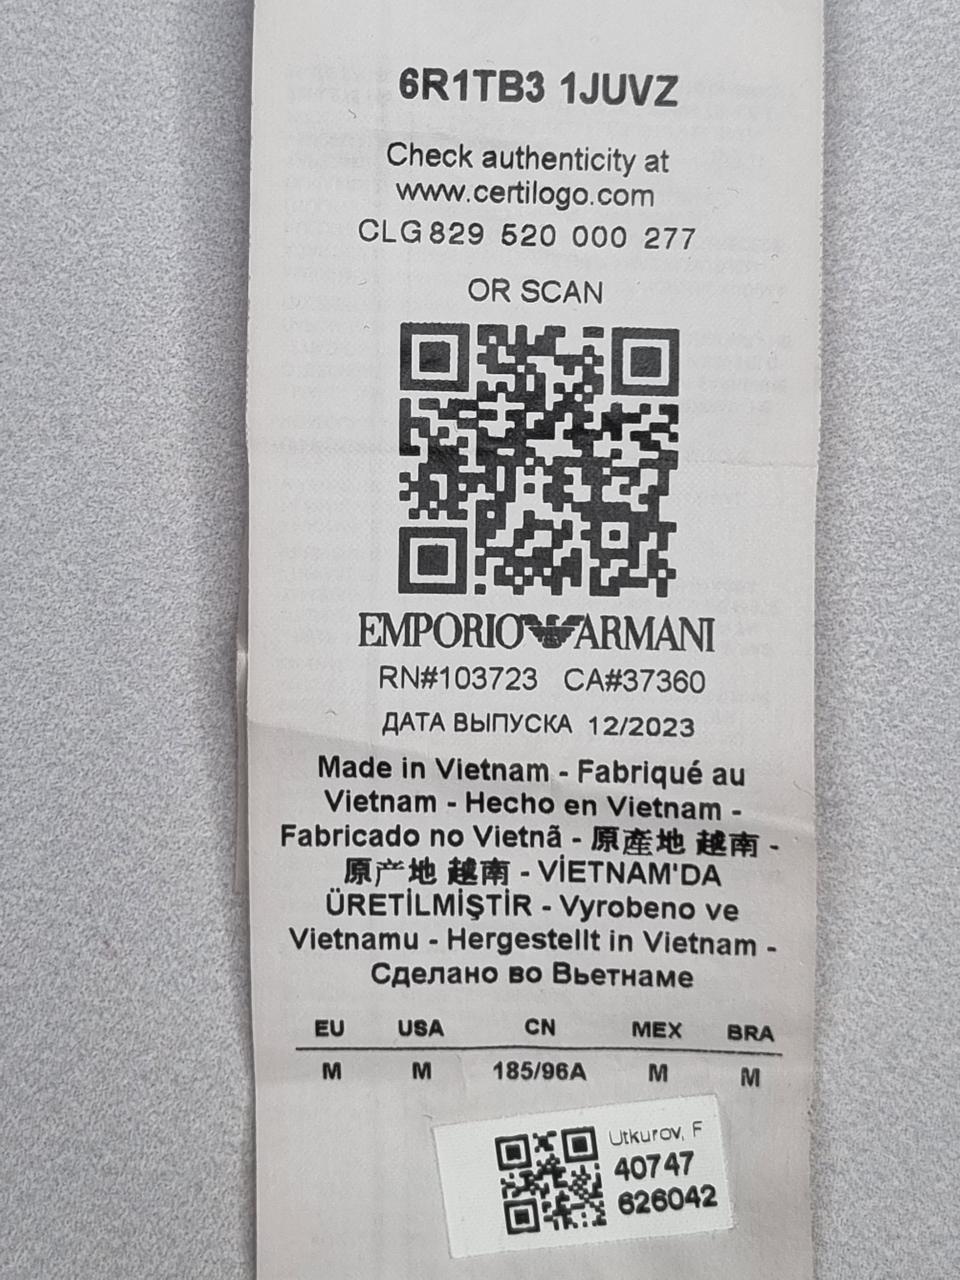 6R1TB3 1JUVZ
Check authenticity at
www.certilogo.com
CLG 829 520 000 277
OR SCAN
EMPORIO ARMANI
RN#103723 CA#37360
ДАТА ВЫПУСКА 12/2023
Made in Vietnam - Fabriqué au
Vietnam - Hecho en Vietnam -
Fabricado no Vietnã - 原產地 越南 -
原产地 越南 - VİETNAM'DA
ÜRETİLMİŞTİR - Vyrobeno ve
Vietnamu - Hergestellt in Vietnam -
Сделано во Вьетнаме
EU USA CN MEX BRA
M M 185/96A M M
Utkurov, F
40747
626042